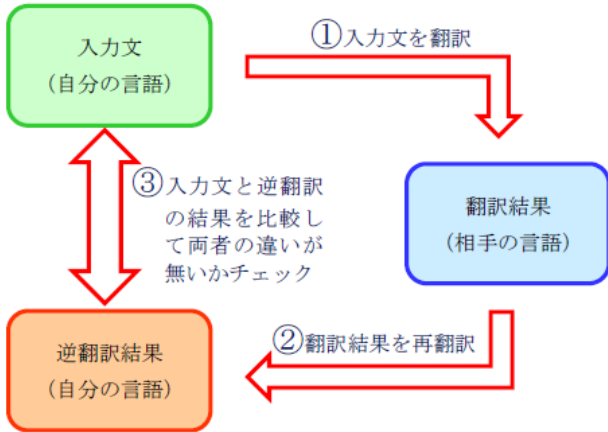 入力文
(自分の言語)
①入力文を翻訳
翻訳結果
(相手の言語)
②翻訳結果を再翻訳
逆翻訳結果
(自分の言語)
③入力文と逆翻訳
の結果を比較し
て両者の違いが
無いかチェック